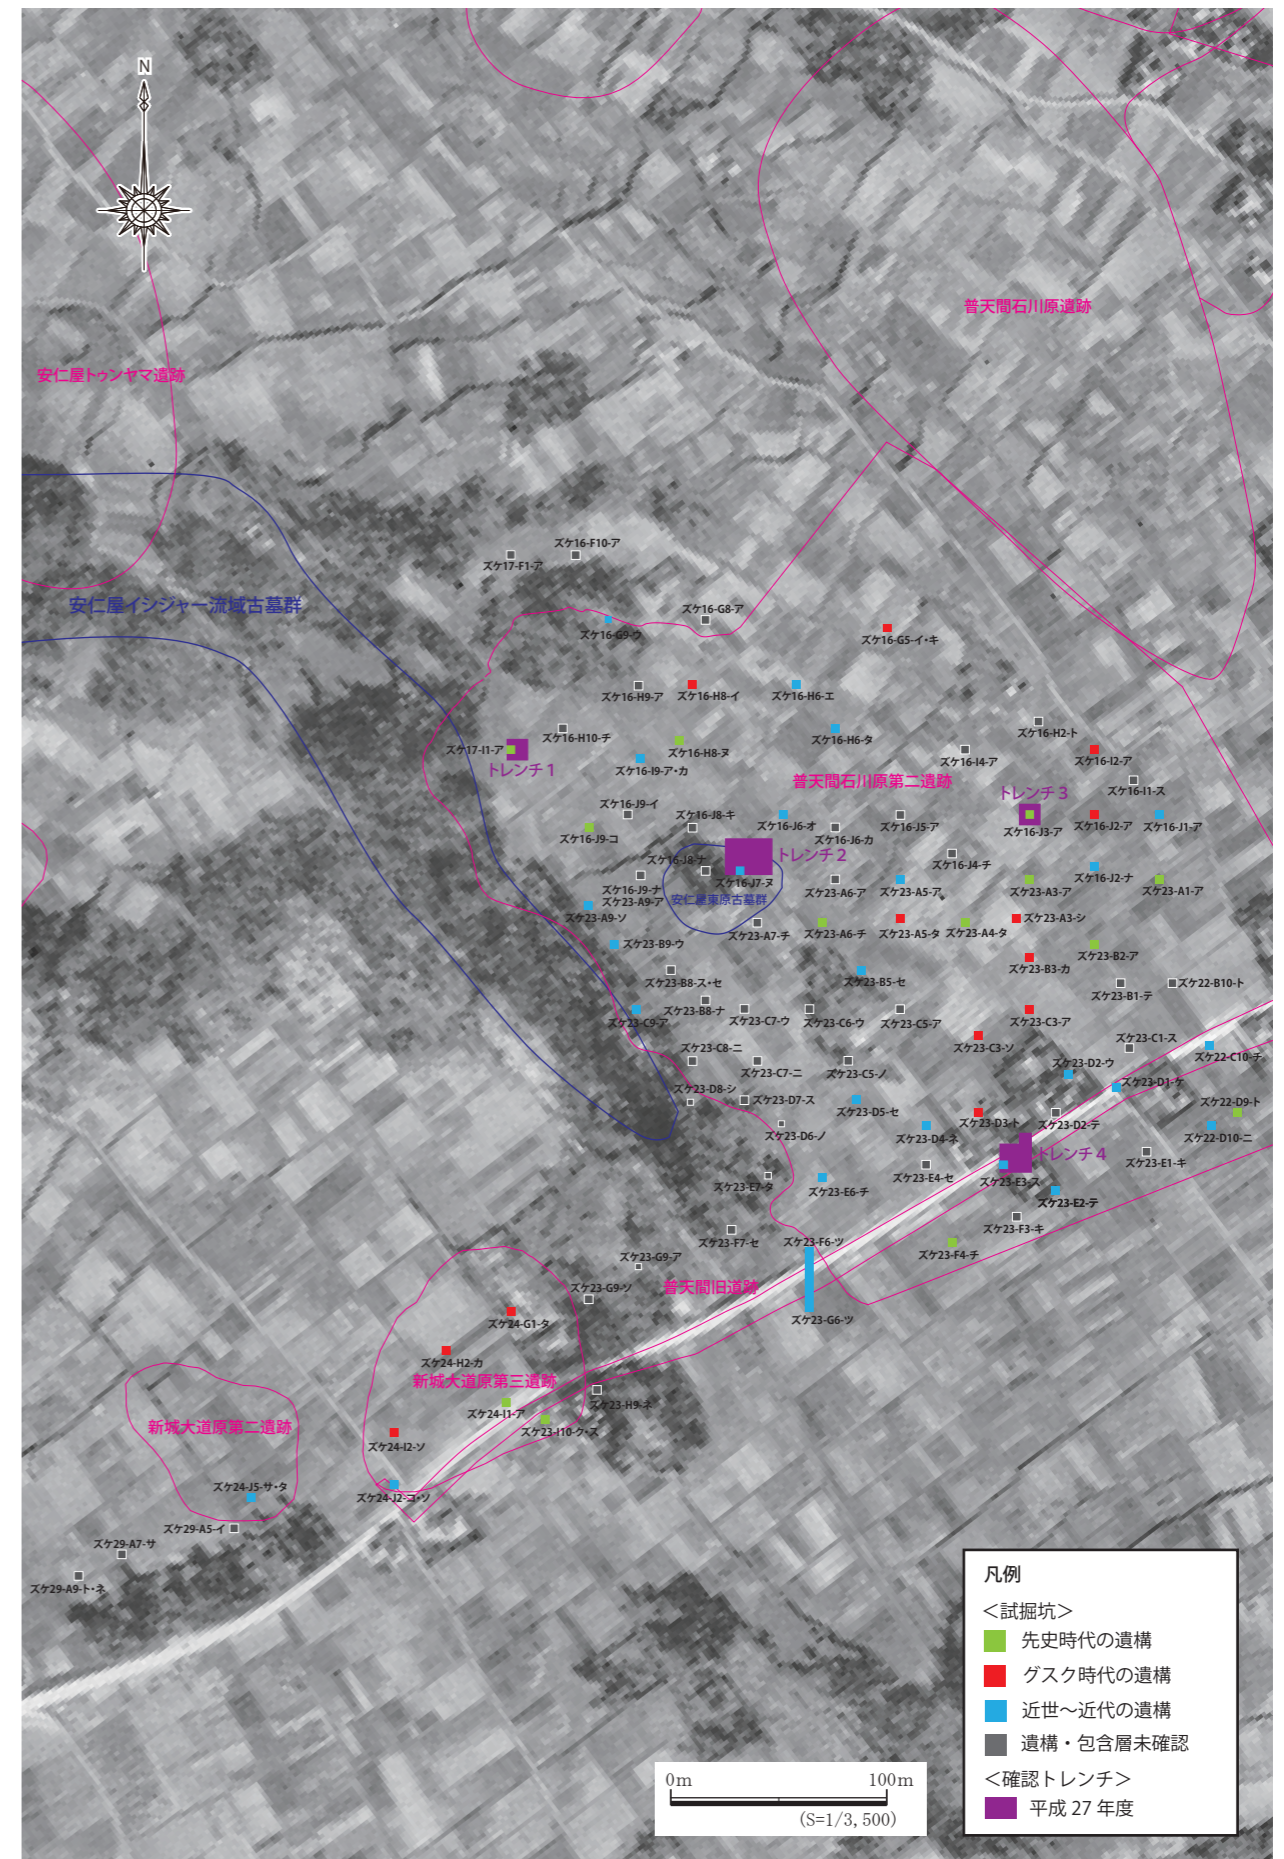 N
普天間石川原遺跡
安仁屋トゥンヤマ遺跡
ズケ16-F10-ア
ズケ17-F1-ア
安仁屋イシジャー流域古墓群
ズケ16-G8-ア
ズケ16-G9-ウ
ズケ16-G5-イ・キ
ズケ16-H9-ア
ズケ16-H8-イ
ズケ16-H6-エ
ズケ16-H10-チ
ズケ16-H6-タ
ズケ16-H2-ト
ズケ17-I1-ア
ズケ16-H8-ヌ
トレンチ 1
ズケ16-I9-ア・カ
ズケ16-I4-ア
ズケ16-I2-ア
普天間石川原第二遺跡
ズケ16-I1-ス
トレンチ 3
ズケ16-J9-イ
ズケ16-J8-キ
ズケ16-J6-オ
ズケ16-J5-ア
ズケ16-J3-ア
ズケ16-J2-ア
ズケ16-J1-ア
ズケ16-J9-コ
ズケ16-J6-カ
トレンチ 2
ズケ16-J8-ナ
ズケ16-J4-チ
ズケ16-J7-ヌ
ズケ16-J2-ナ
ズケ16-J9-ナ
ズケ23-A9-ア
安仁屋東原古墓群
ズケ23-A6-ア
ズケ23-A5-ア
ズケ23-A3-ア
ズケ23-A1-ア
ズケ23-A9-ソ
ズケ23-A7-チ
ズケ23-A6-チ
ズケ23-A5-タ
ズケ23-A4-タ
ズケ23-A3-シ
ズケ23-B9-ウ
ズケ23-B2-ア
ズケ23-B8-ス・セ
ズケ23-B5-セ
ズケ23-B3-カ
ズケ23-B1-テ
ズケ22-B10-ト
ズケ23-B8-ナ
ズケ23-C9-ア
ズケ23-C7-ウ
ズケ23-C6-ウ
ズケ23-C5-ア
ズケ23-C3-ア
ズケ23-C3-ソ
ズケ23-C1-ス
ズケ22-C10-チ
ズケ23-C8-ニ
ズケ23-C7-ニ
ズケ23-C5-ノ
ズケ23-D2-ウ
ズケ23-D1-ケ
ズケ23-D8-シ
ズケ23-D7-ス
ズケ23-D5-セ
ズケ22-D9-ト
ズケ23-D6-ノ
ズケ23-D4-ネ
ズケ23-D3-ト
ズケ23-D2-テ
ズケ22-D10-ニ
トレンチ 4
ズケ23-E1-キ
ズケ23-E7-タ
ズケ23-E6-チ
ズケ23-E4-セ
ズケ23-E3-ス
ズケ23-E2-テ
ズケ23-F7-セ
ズケ23-F6-ツ
ズケ23-F4-チ
ズケ23-F3-キ
ズケ23-G9-ア
ズケ23-G9-ソ
普天間旧道跡
ズケ23-G6-ツ
ズケ24-G1-タ
ズケ24-H2-カ
新城大道原第三遺跡
ズケ24-I1-ア
ズケ23-H9-ネ
ズケ23-I10-ク・ス
新城大道原第二遺跡
ズケ24-I2-ソ
ズケ24-J5-サ・タ
ズケ24-J2-コ・ソ
ズケ29-A5-イ
ズケ29-A7-サ
ズケ29-A9-ト・ネ
凡例
＜試掘坑＞
先史時代の遺構
グスク時代の遺構
近世～近代の遺構
遺構・包含層未確認
＜確認トレンチ＞
平成 27 年度
0m 100m
(S=1/3,500)